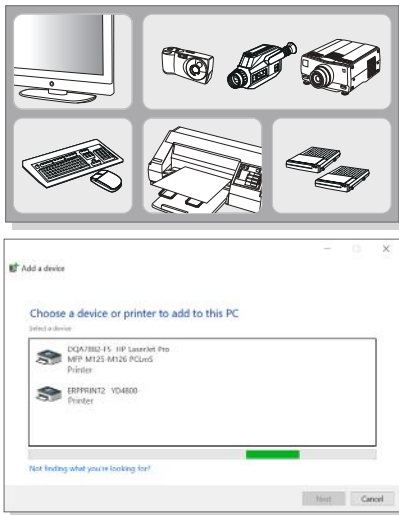 Add a device
Choose a device or printer to add to this PC
Select a device
DQA7882-FS HP LaserJet Pro
MFP M125-M126 PCLmS
Printer
ERPPRINT2 YD4800
Printer
Not finding what you're looking for?
Next Cancel